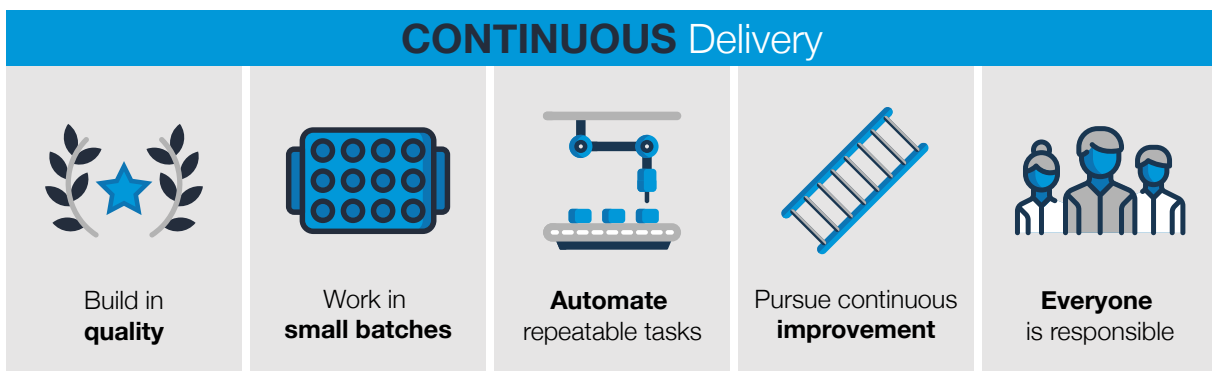 CONTINUOUS Delivery
Build in
quality
Work in
small batches
Automate
repeatable tasks
Pursue continuous
improvement
Everyone
is responsible